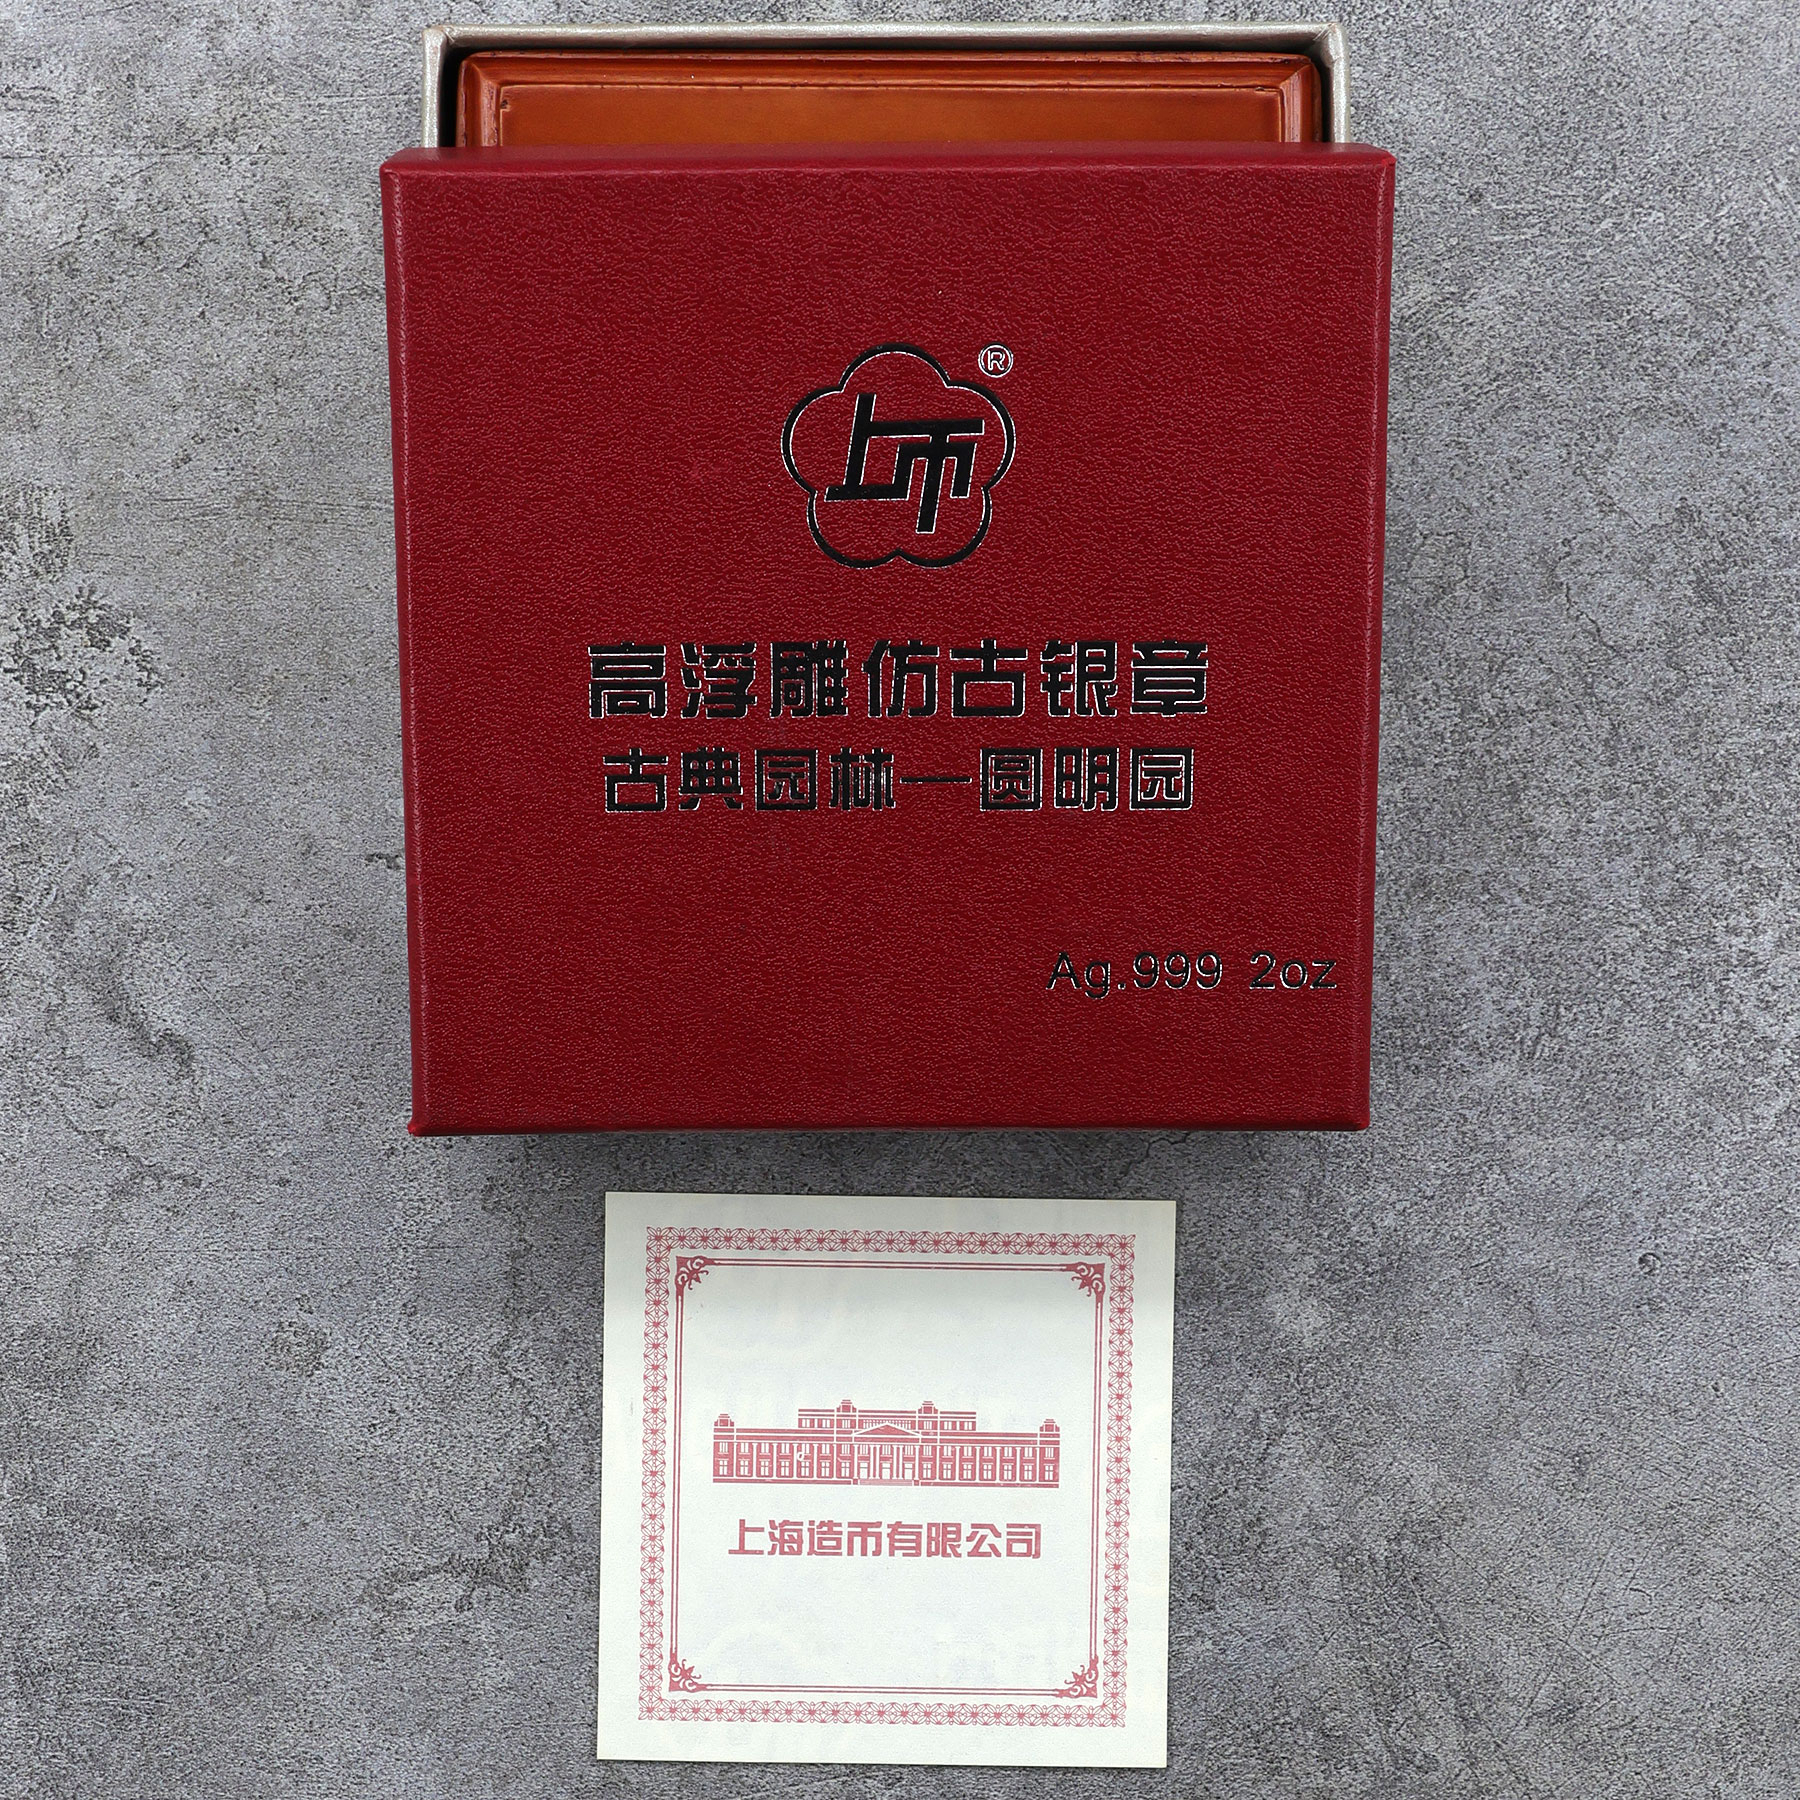 上币®
高浮雕仿古银章
古典园林—圆明园
Ag.999 2oz
上海造币有限公司